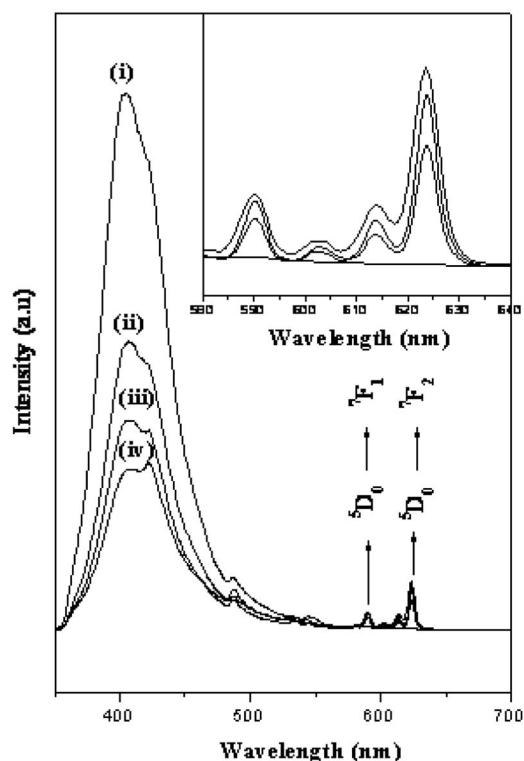 (i)
(ii)
(iii)
(iv)
580 590 600 610 620 630 640
Wavelength (nm)
⁷F₁
⁷F₂
⁵D₀
⁵D₀
Intensity (a.u)
400 500 600 700
Wavelength (nm)